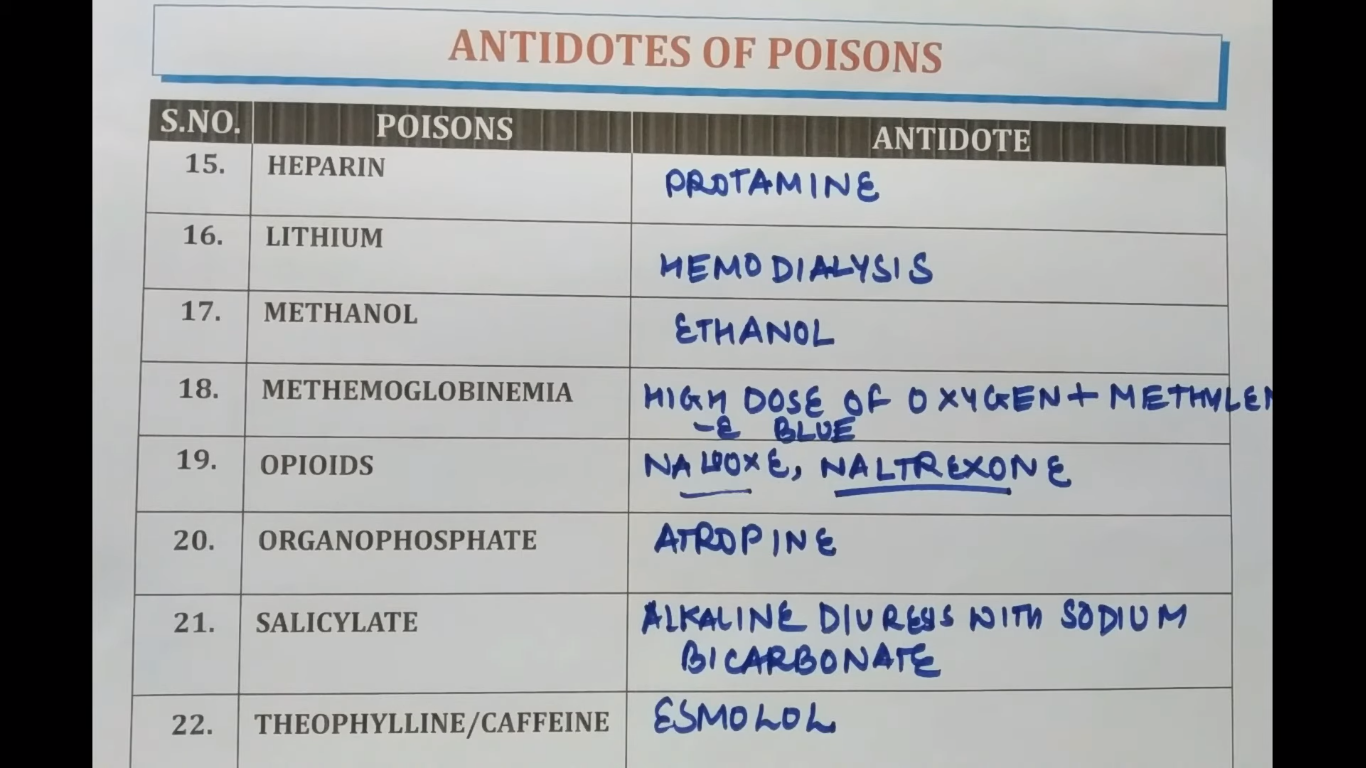 ANTIDOTES OF POISONS
S.NO. POISONS ANTIDOTE
15. HEPARIN PROTAMINE
16. LITHIUM HEMODIALYSIS
17. METHANOL ETHANOL
18. METHEMOGLOBINEMIA HIGH DOSE OF OXYGEN + METHYLEN
-E BLUE
19. OPIOIDS NALTREXONE
20. ORGANOPHOSPHATE ATROPINE
21. SALICYLATE ALKALINE DIURESIS WITH SODIUM
BICARBONATE
22. THEOPHYLLINE/CAFFEINE ESMOLOL